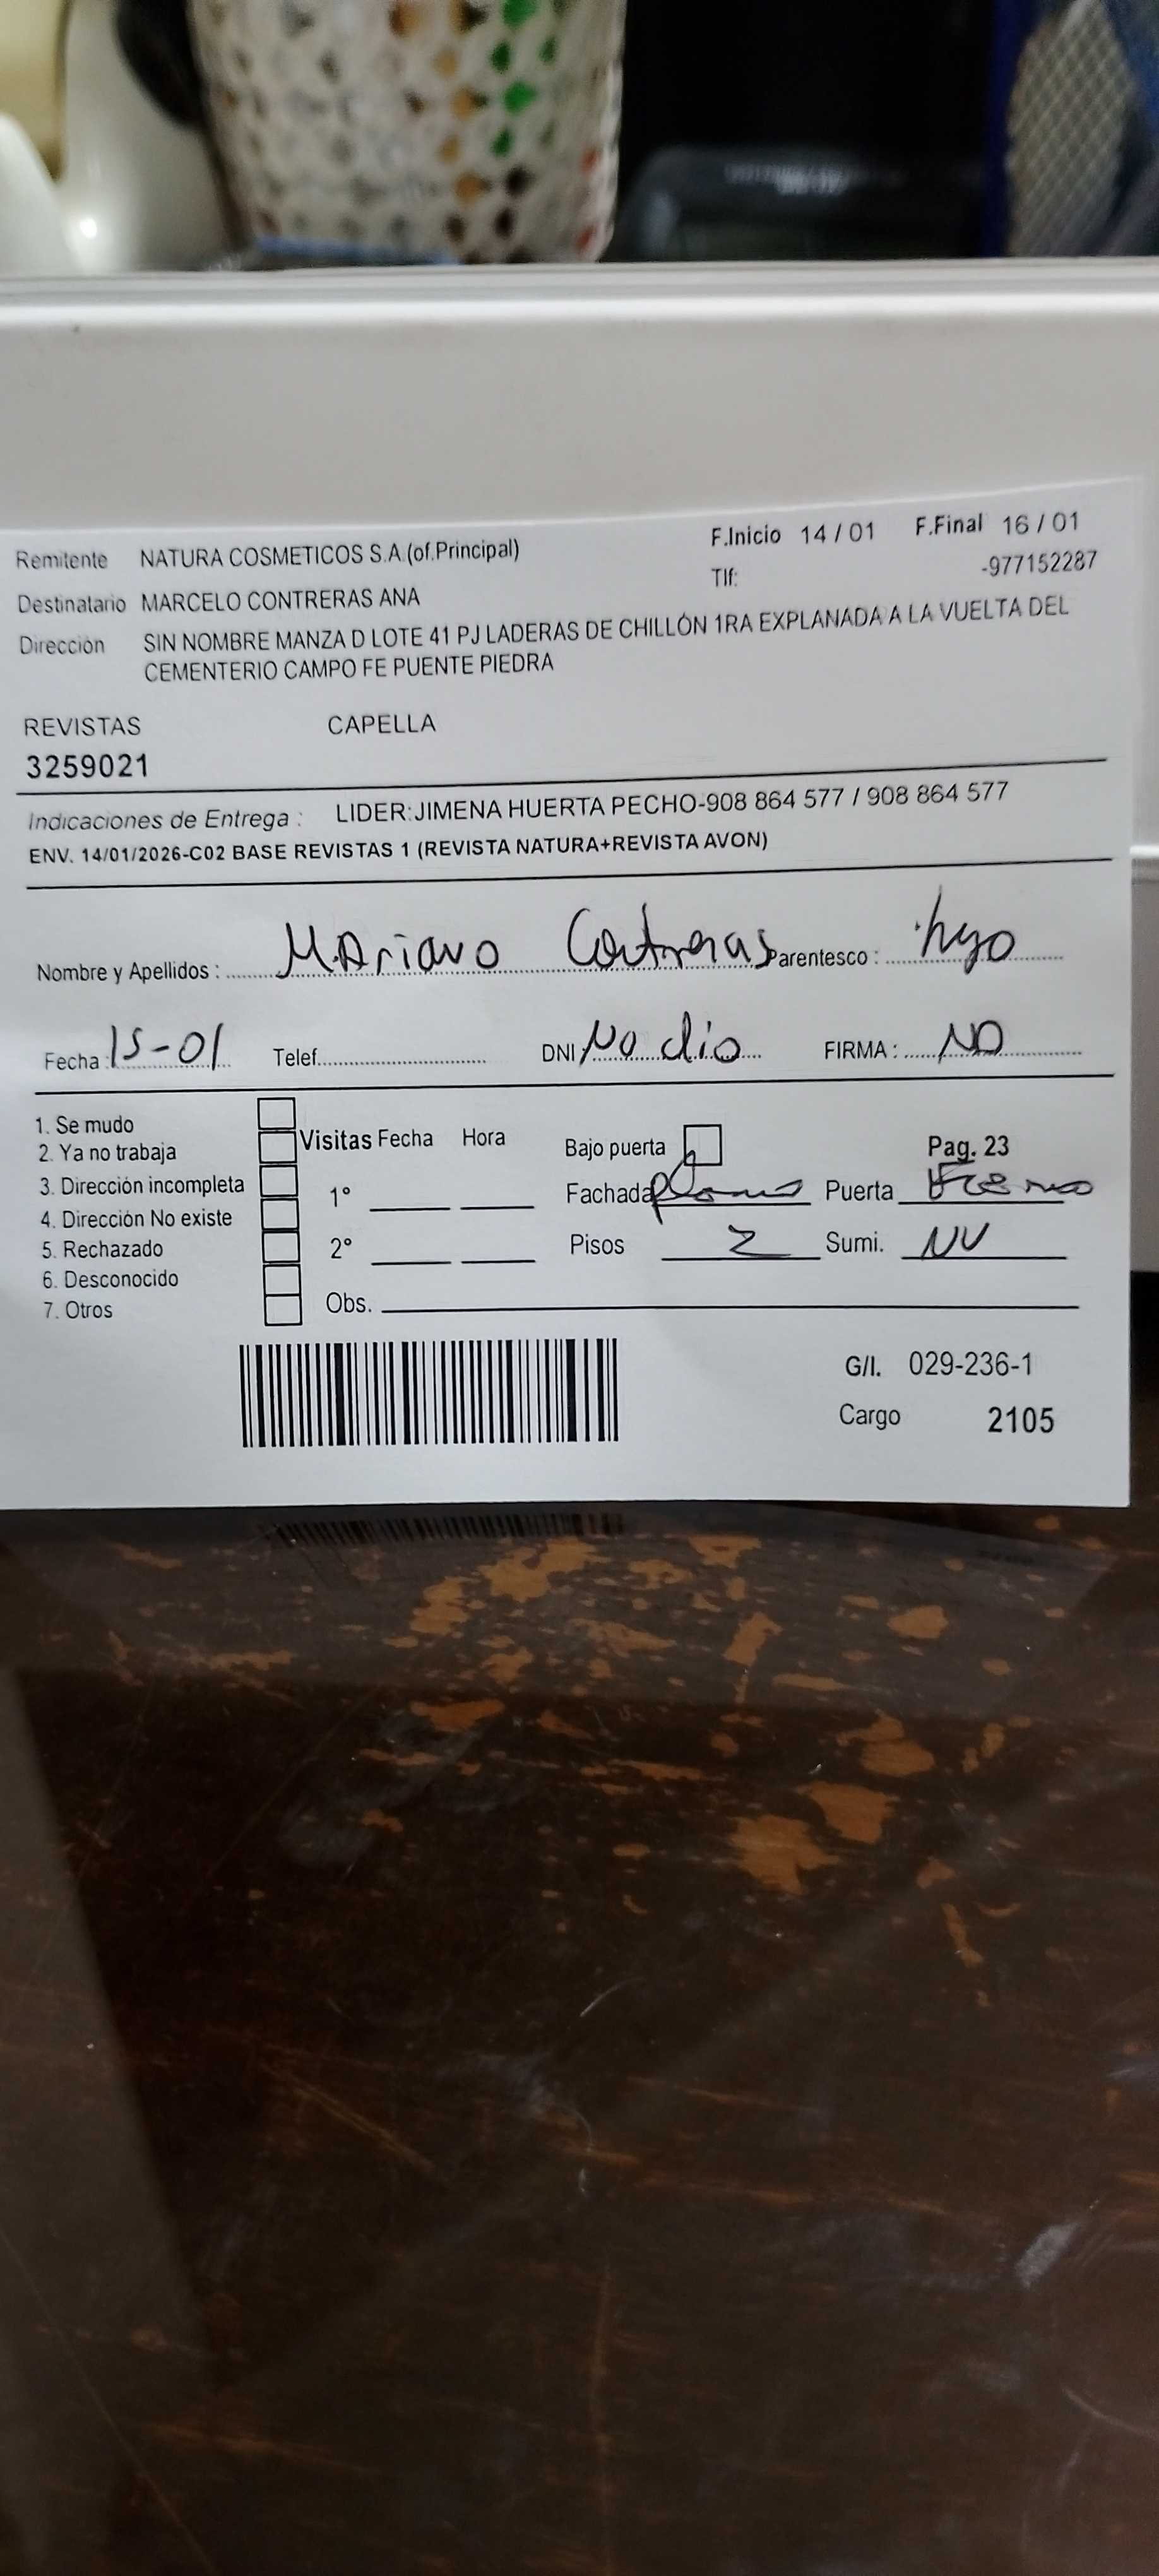 Remitente NATURA COSMETICOS S.A.(of.Principal) F.Inicio 14 / 01 F.Final 16 / 01
Tlf: -977152287
Destinatario MARCELO CONTRERAS ANA
Dirección SIN NOMBRE MANZA D LOTE 41 PJ LADERAS DE CHILLÓN 1RA EXPLANADA A LA VUELTA DEL
CEMENTERIO CAMPO FE PUENTE PIEDRA
REVISTAS CAPELLA
3259021
Indicaciones de Entrega : LIDER:JIMENA HUERTA PECHO-908 864 577 / 908 864 577
ENV. 14/01/2026-C02 BASE REVISTAS 1 (REVISTA NATURA+REVISTA AVON)
Nombre y Apellidos : Mariano Contreras Parentesco : hijo
Fecha : 15-01 Telef. DNI No dio FIRMA : NO
1. Se mudo
2. Ya no trabaja Visitas Fecha Hora Bajo puerta Pag. 23
3. Dirección incompleta 1° Fachada Puerta
4. Dirección No existe
5. Rechazado 2° Pisos 2 Sumi. NV
6. Desconocido
7. Otros Obs.
G/I. 029-236-1
Cargo 2105